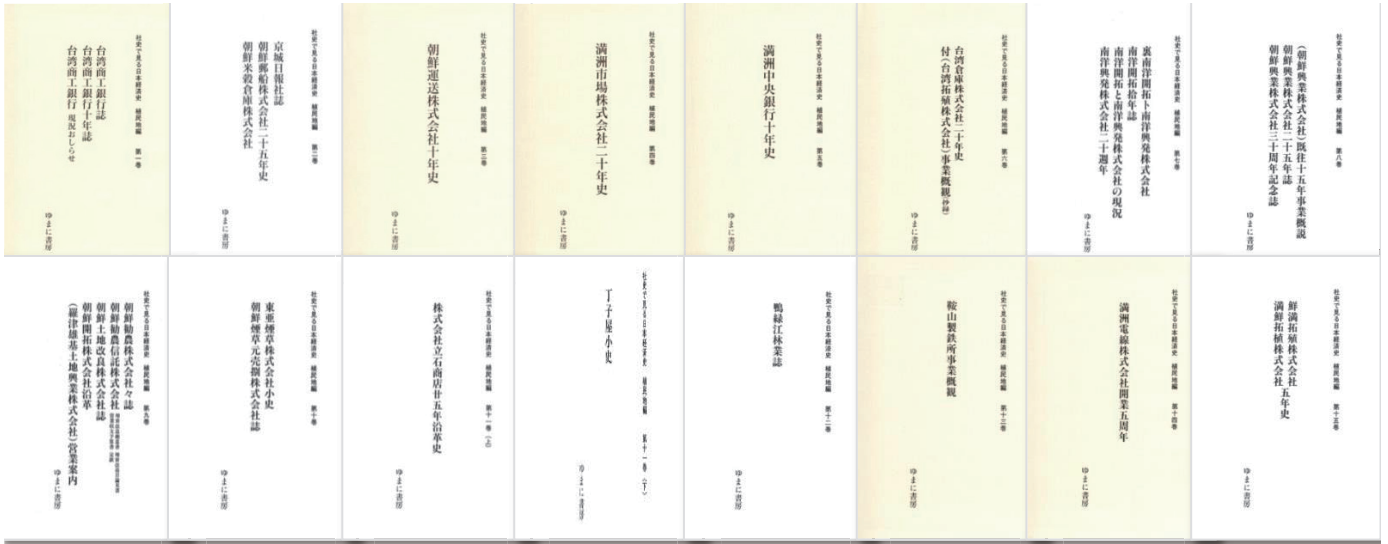 社史で見る日本経済史 植民地編 第一巻
台湾商工銀行誌
台湾商工銀行十年誌
台湾商工銀行 現況おしらせ
ゆまに書房
社史で見る日本経済史 植民地編 第二巻
京城日報社誌
朝鮮郵船株式会社二十五年史
朝鮮米穀倉庫株式会社
ゆまに書房
社史で見る日本経済史 植民地編 第三巻
朝鮮運送株式会社十年史
ゆまに書房
社史で見る日本経済史 植民地編 第四巻
満洲市場株式会社二十年史
ゆまに書房
社史で見る日本経済史 植民地編 第五巻
満洲中央銀行十年史
ゆまに書房
社史で見る日本経済史 植民地編 第六巻
台湾倉庫株式会社二十年史
付(台湾拓殖株式会社)事業概観(抄録)
ゆまに書房
社史で見る日本経済史 植民地編 第七巻
裏南洋開拓ト南洋興発株式会社
南洋開拓拾年誌
南洋開拓と南洋興発株式会社の現況
南洋興発株式会社二十週年
ゆまに書房
社史で見る日本経済史 植民地編 第八巻
(朝鮮興業株式会社)既往十五年事業概説
朝鮮興業株式会社二十五年誌
朝鮮興業株式会社三十周年記念誌
ゆまに書房
社史で見る日本経済史 植民地編 第九巻
朝鮮勧農株式会社々誌
朝鮮勧農信託株式会社
朝鮮土地改良株式会社誌
朝鮮開拓株式会社沿革
(羅津雄基土地興業株式会社)営業案内
ゆまに書房
社史で見る日本経済史 植民地編 第十巻
東亜煙草株式会社小史
朝鮮煙草元売捌株式会社誌
ゆまに書房
社史で見る日本経済史 植民地編 第十一巻(上)
株式会社立石商店廿五年沿革史
ゆまに書房
社史で見る日本経済史 植民地編 第十一巻(下)
丁子屋小史
ゆまに書房
社史で見る日本経済史 植民地編 第十二巻
鴨緑江林業誌
ゆまに書房
社史で見る日本経済史 植民地編 第十三巻
鞍山製鉄所事業概観
ゆまに書房
社史で見る日本経済史 植民地編 第十四巻
満洲電線株式会社開業五周年
ゆまに書房
社史で見る日本経済史 植民地編 第十五巻
鮮満拓殖株式会社
満鮮拓植株式会社 五年史
ゆまに書房